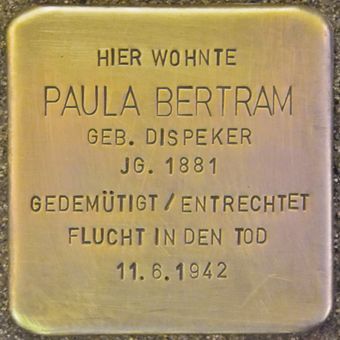 HIER WOHNTE
PAULA BERTRAM
GEB. DISPEKER
JG. 1881
GEDEMÜTIGT / ENTRECHTET
FLUCHT IN DEN TOD
11.6.1942